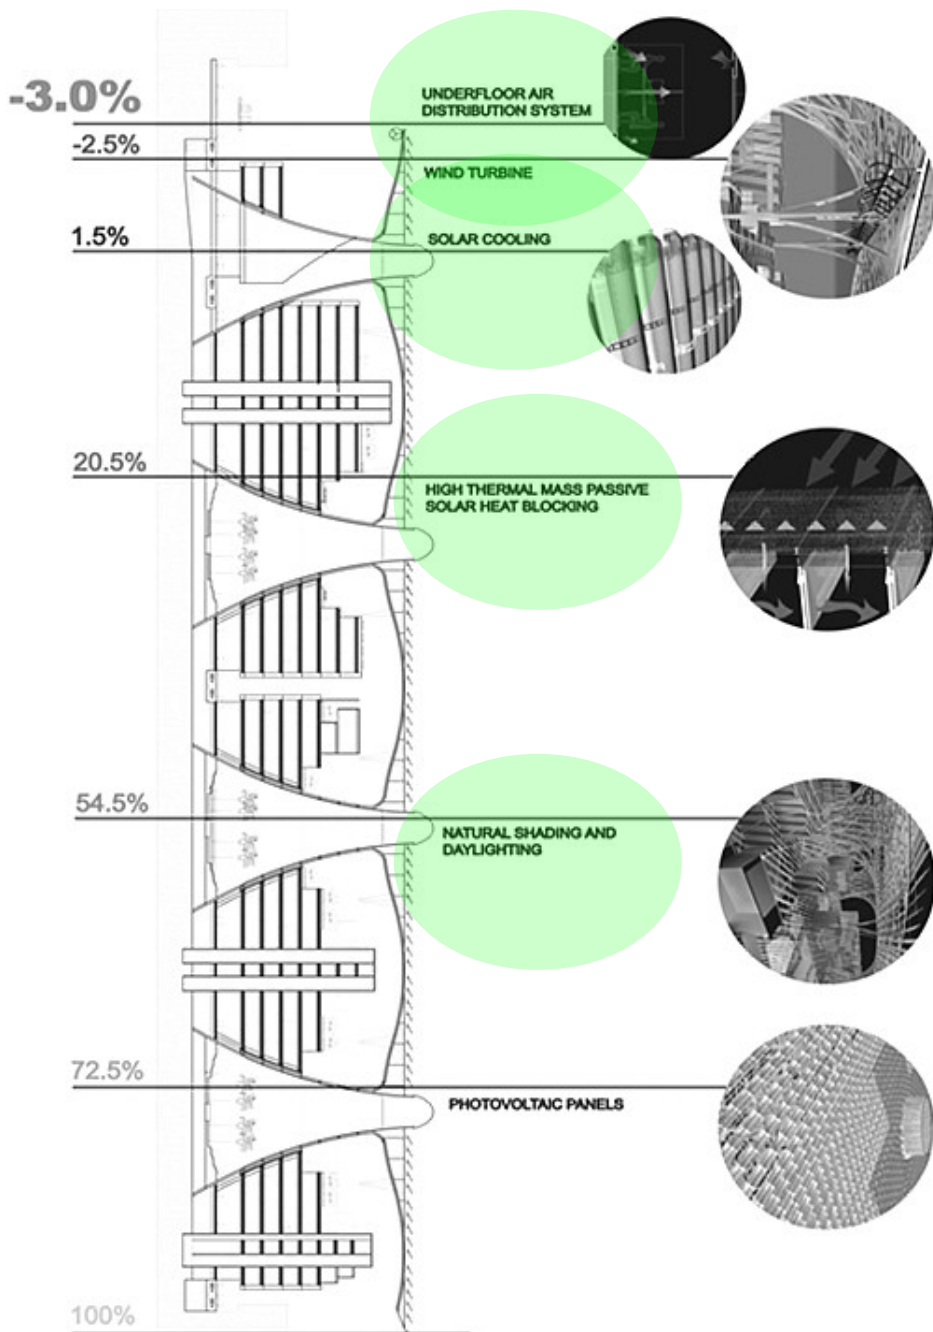 -3.0%
UNDERFLOOR AIR
DISTRIBUTION SYSTEM
-2.5%
WIND TURBINE
1.5%
SOLAR COOLING
20.5%
HIGH THERMAL MASS PASSIVE
SOLAR HEAT BLOCKING
54.5%
NATURAL SHADING AND
DAYLIGHTING
72.5%
PHOTOVOLTAIC PANELS
100%